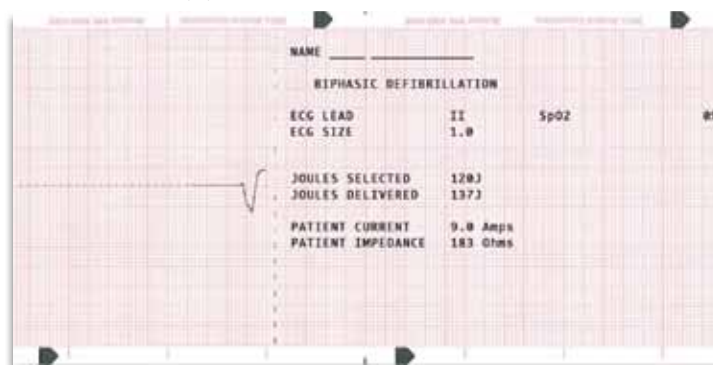 NAME
BIPHASIC DEFIBRILLATION
ECG LEAD II SpO2
ECG SIZE 1.0
JOULES SELECTED 120J
JOULES DELIVERED 137J
PATIENT CURRENT 9.0 Amps
PATIENT IMPEDANCE 183 Ohms